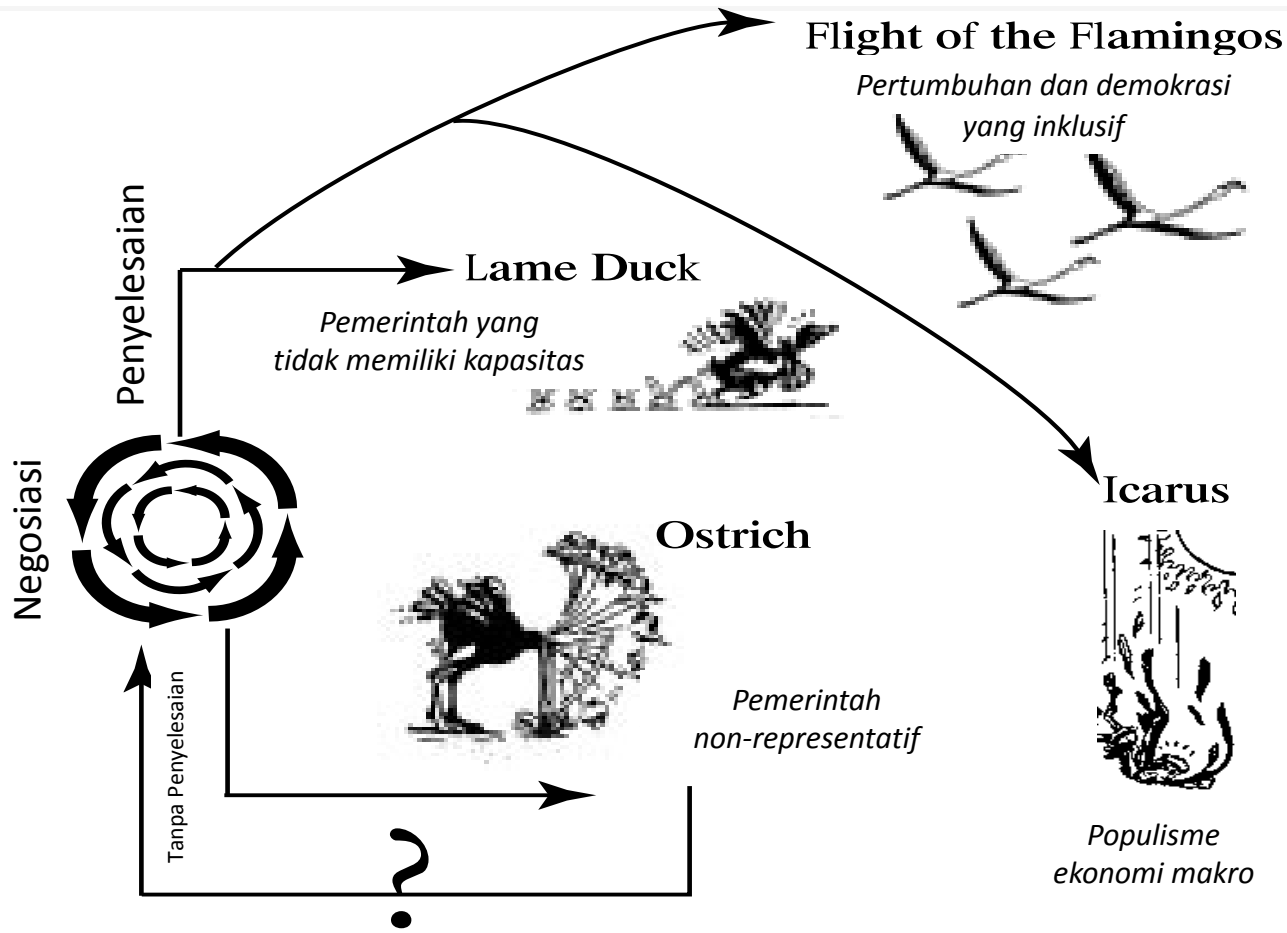 Flight of the Flamingos
Pertumbuhan dan demokrasi
yang inklusif
Penyelesaian
Lame Duck
Pemerintah yang
tidak memiliki kapasitas
Negosiasi
Icarus
Ostrich
Pemerintah
non-representatif
Tanpa Penyelesaian
?
Populisme
ekonomi makro